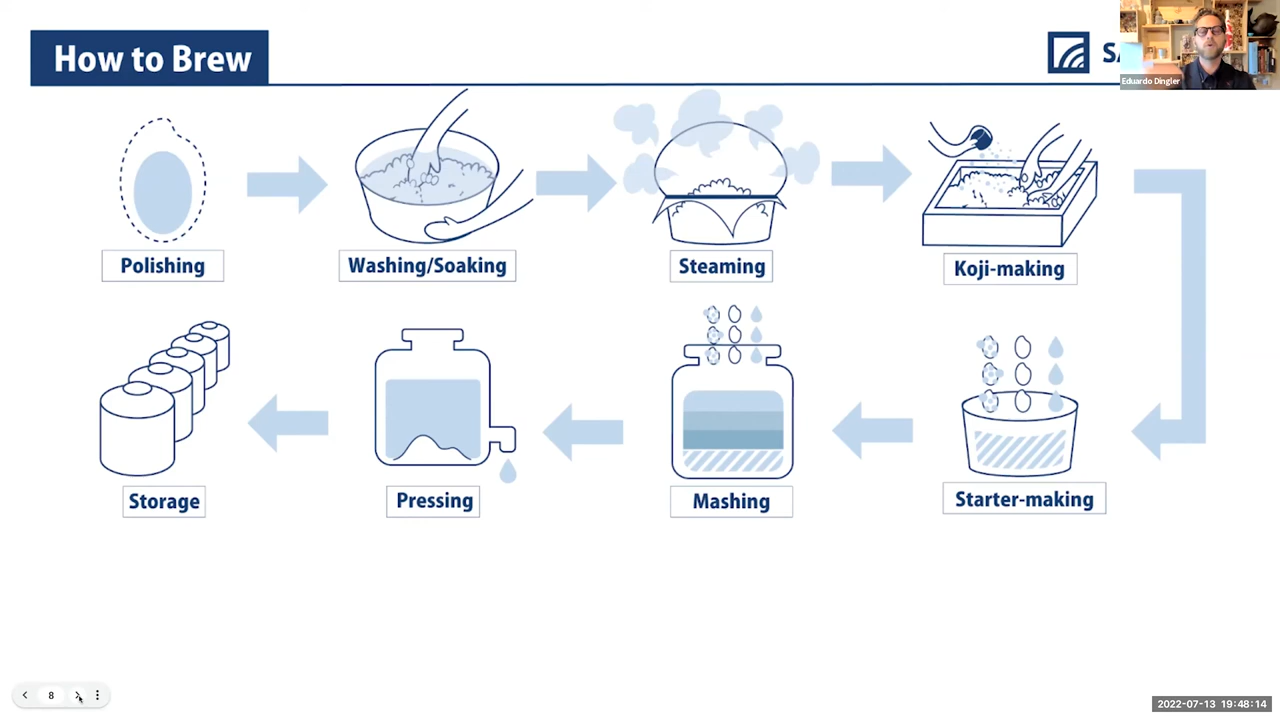 How to Brew
Eduardo Dingler
Polishing
Washing/Soaking
Steaming
Koji-making
Storage
Pressing
Mashing
Starter-making
8
2022-07-13 19:48:14